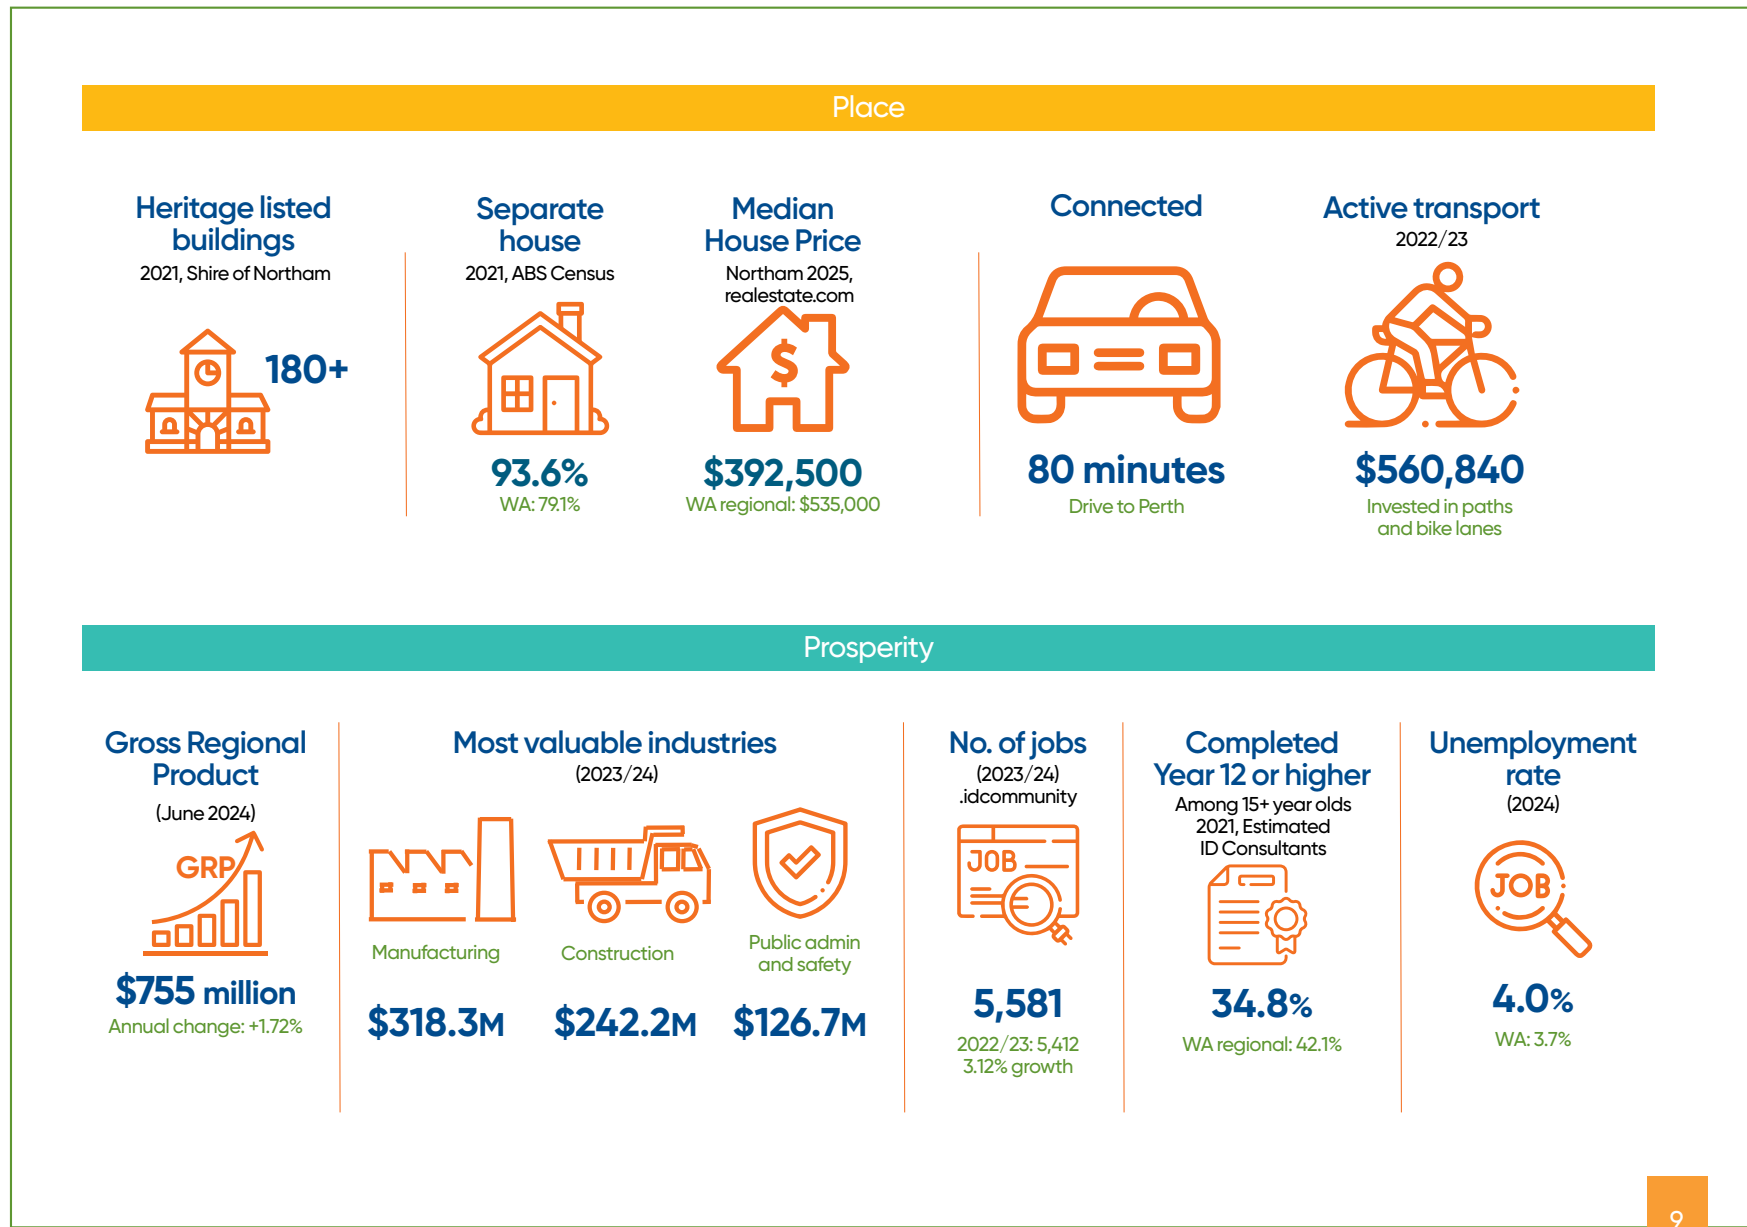 Place
Heritage listed
buildings
2021, Shire of Northam
180+
Separate
house
2021, ABS Census
93.6%
WA: 79.1%
Median
House Price
Northam 2025,
realestate.com
$
$392,500
WA regional: $535,000
Connected
80 minutes
Drive to Perth
Active transport
2022/23
$560,840
Invested in paths
and bike lanes
Prosperity
Gross Regional
Product
(June 2024)
GRP
$755 million
Annual change: +1.72%
Most valuable industries
(2023/24)
Manufacturing
$318.3M
Construction
$242.2M
Public admin
and safety
$126.7M
No. of jobs
(2023/24)
.idcommunity
JOB
5,581
2022/23: 5,412
3.12% growth
Completed
Year 12 or higher
Among 15+ year olds
2021, Estimated
ID Consultants
34.8%
WA regional: 42.1%
Unemployment
rate
(2024)
JOB
4.0%
WA: 3.7%
9